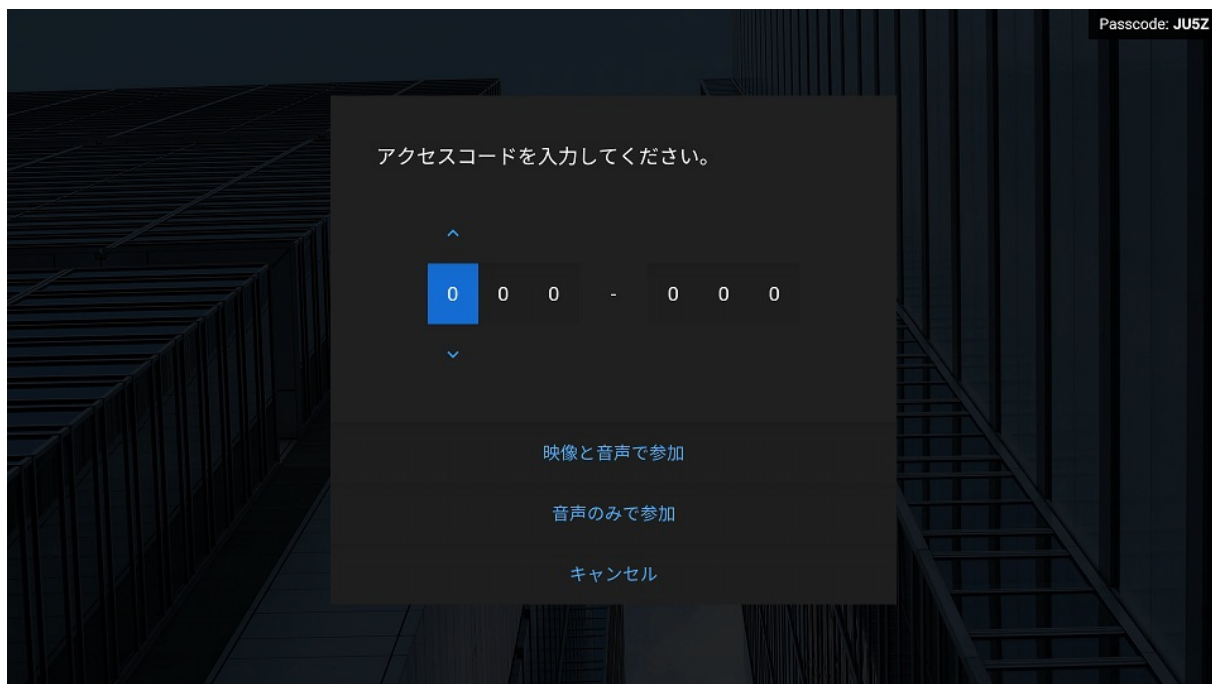 Passcode: JU5Z
アクセスコードを入力してください。
0 0 0 - 0 0 0
映像と音声で参加
音声のみで参加
キャンセル